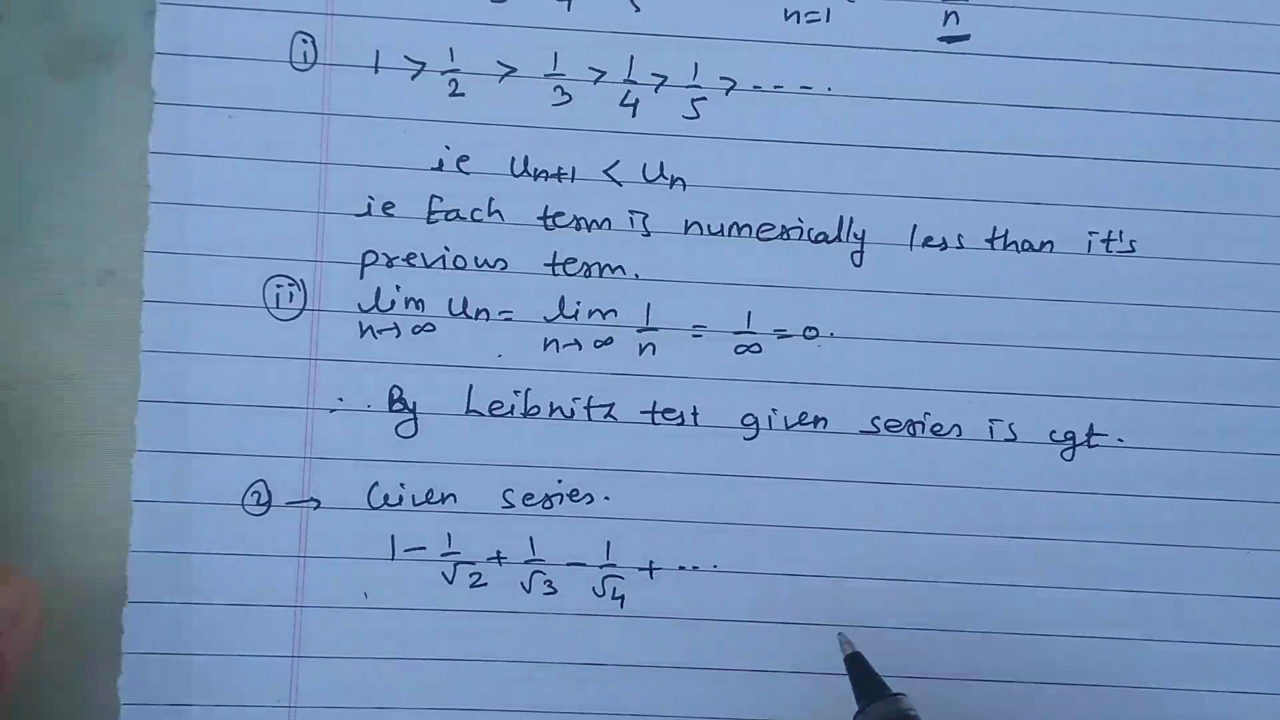 n=1 n
(i) 1 > 1/2 > 1/3 > 1/4 > 1/5 > ----.
ie Un+1 < Un
ie Each term is numerically less than it's
previous term.
(ii) lim n→∞ Un = lim n→∞ 1/n = 1/∞ = 0.
∴ By Leibnitz test given series is cgt.
(2) → Given series.
1 - 1/√2 + 1/√3 - 1/√4 + ...